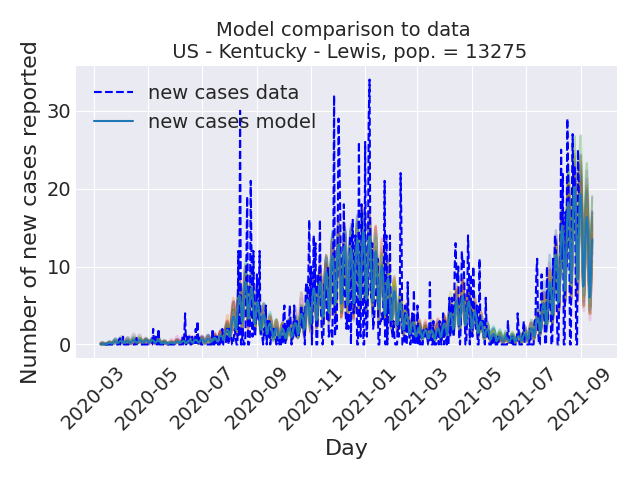 Model comparison to data
US - Kentucky - Lewis, pop. = 13275
new cases data
new cases model
Number of new cases reported
30
20
10
0
2020-03
2020-05
2020-07
2020-09
2020-11
2021-01
2021-03
2021-05
2021-07
2021-09
Day